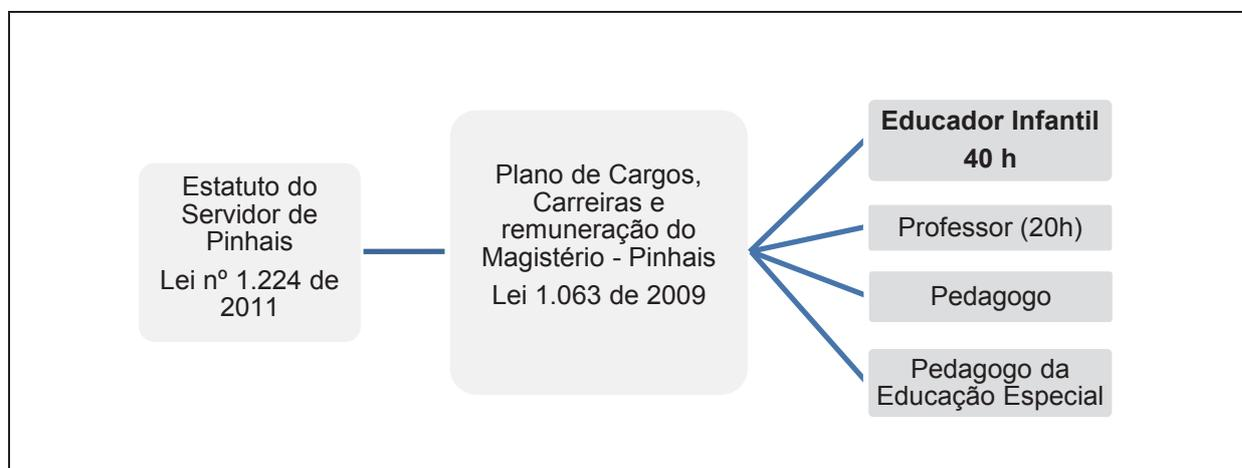 Estatuto do
Servidor de
Pinhais
Lei nº 1.224 de
2011
Plano de Cargos,
Carreiras e
remuneração do
Magistério - Pinhais
Lei 1.063 de 2009
Educador Infantil
40 h
Professor (20h)
Pedagogo
Pedagogo da
Educação Especial